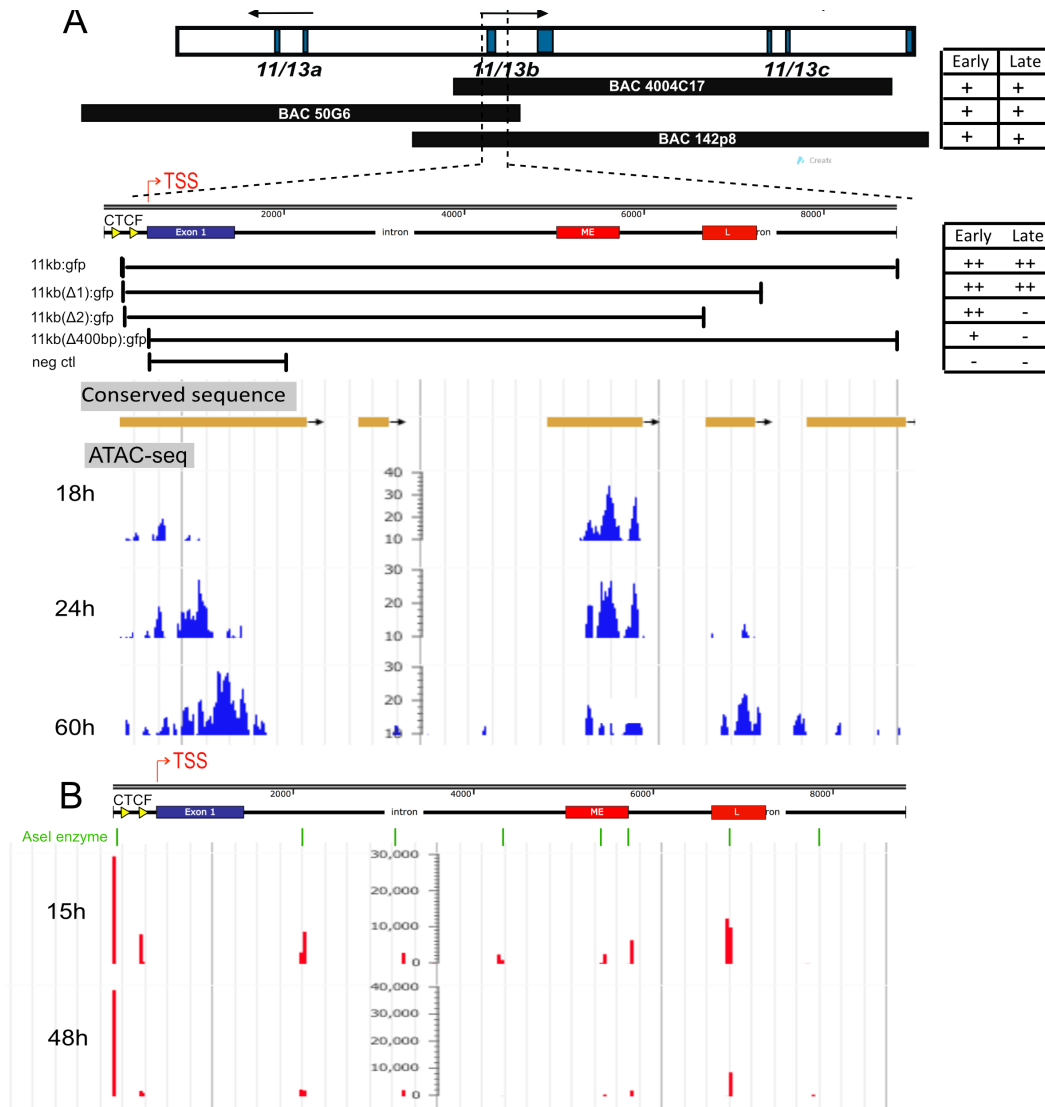 A
11/13a 11/13b 11/13c
Early Late
BAC 4004C17
+ +
BAC 50G6
+ +
BAC 142p8
+ +
TSS
2000 4000 6000 8000
CTCF
Exon 1 intron ME L ron
Early Late
11kb:gfp
++ ++
11kb(Δ1):gfp
++ ++
11kb(Δ2):gfp
++ -
11kb(Δ400bp):gfp
+ -
neg ctl
- -
Conserved sequence
ATAC-seq
18h
40
30
20
10
24h
30
20
10
60h
30
20
10
TSS
B
2000 4000 6000 8000
CTCF
Exon 1 intron ME L ron
AseI enzyme
15h
30,000
20,000
10,000
0
48h
40,000
30,000
20,000
10,000
0